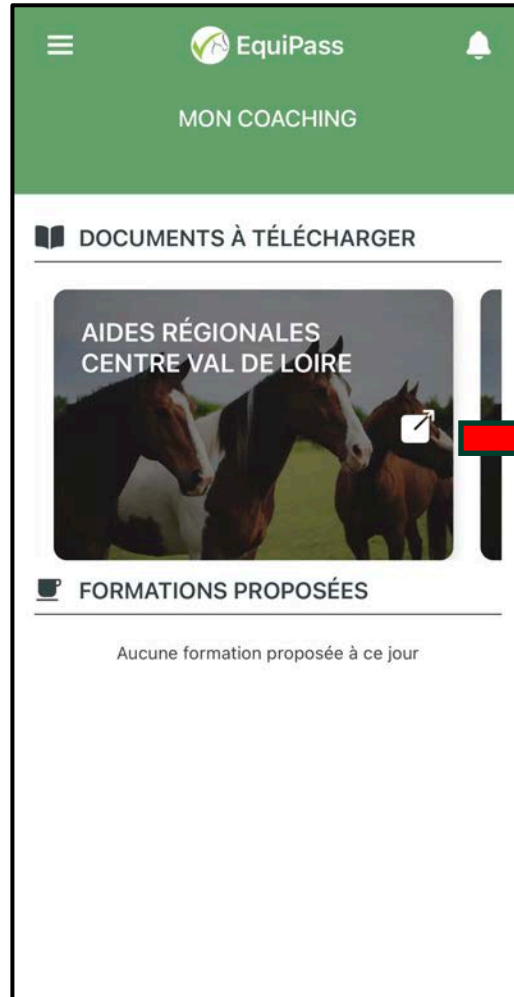 EquiPass
MON COACHING
DOCUMENTS À TÉLÉCHARGER
AIDES RÉGIONALES
CENTRE VAL DE LOIRE
FORMATIONS PROPOSÉES
Aucune formation proposée à ce jour